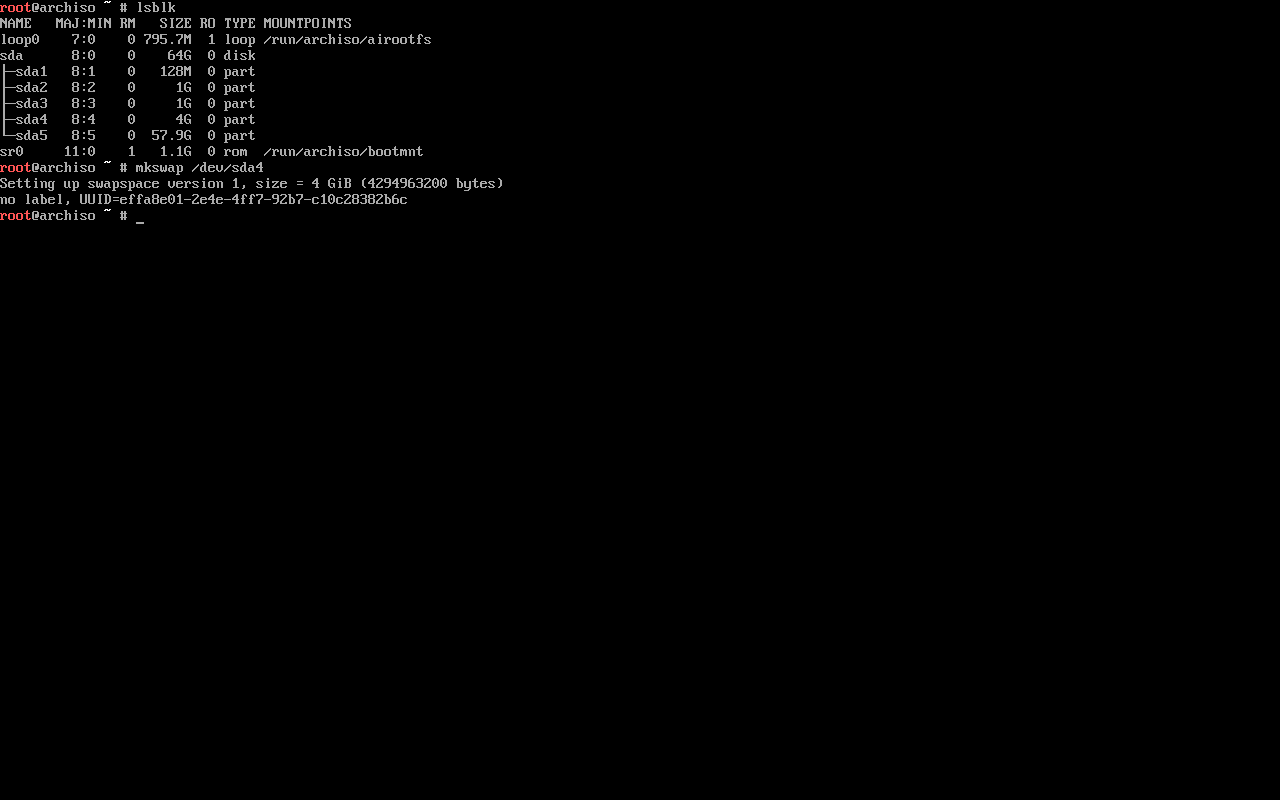 root@archiso ~ # lsblk
NAME   MAJ:MIN RM   SIZE RO TYPE MOUNTPOINTS
loop0    7:0    0 795.7M  1 loop /run/archiso/airootfs
sda      8:0    0    64G  0 disk
├─sda1   8:1    0   128M  0 part
├─sda2   8:2    0     1G  0 part
├─sda3   8:3    0     1G  0 part
├─sda4   8:4    0     4G  0 part
└─sda5   8:5    0  57.9G  0 part
sr0     11:0    1   1.1G  0 rom  /run/archiso/bootmnt
root@archiso ~ # mkswap /dev/sda4
Setting up swapspace version 1, size = 4 GiB (4294963200 bytes)
no label, UUID=effa8e01-2e4e-4ff7-92b7-c10c28382b6c
root@archiso ~ # _